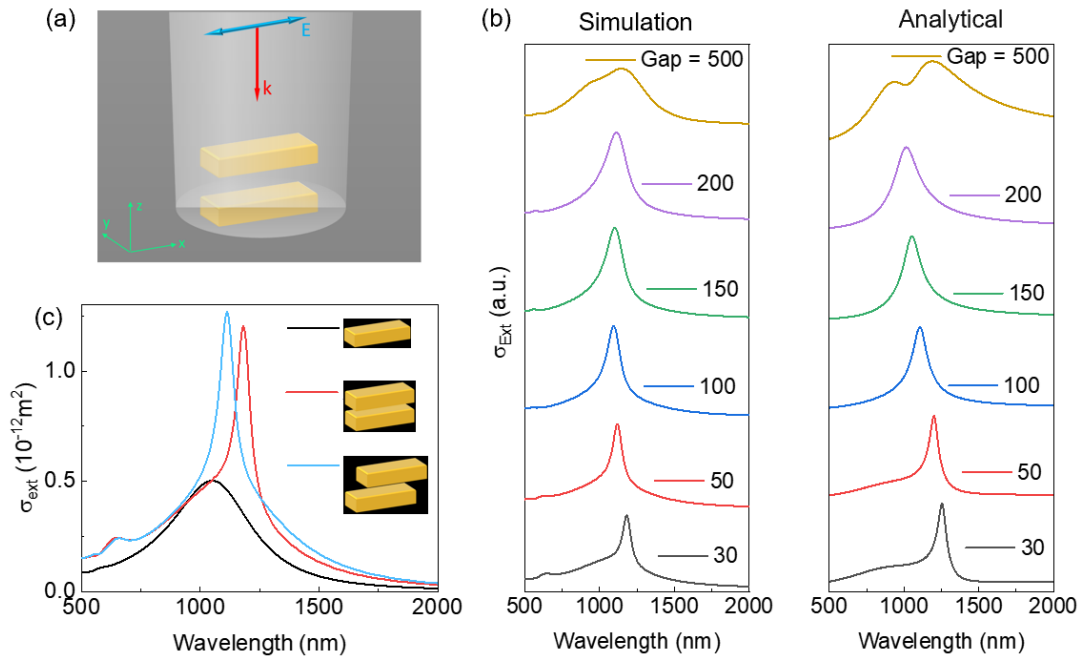 (a)
E
k
z
y
x
(b)
Simulation
Analytical
Gap = 500
200
150
100
50
30
Gap = 500
200
150
100
50
30
σExt (a.u.)
500
1000
1500
2000
Wavelength (nm)
500
1000
1500
2000
Wavelength (nm)
(c)
1.0
0.5
0.0
σext (10⁻¹²m²)
500
1000
1500
2000
Wavelength (nm)